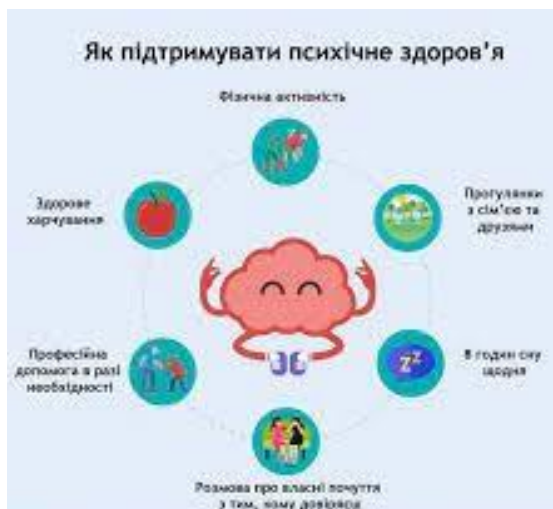 Як підтримувати психічне здоров'я
Фізична активність
Прогулянки
з сім'єю та
друзями
8 годин сну
щодня
Розмова про власні почуття
з тим, кому довіряєш
Професійна
допомога в разі
необхідності
Здорове
харчування
zz